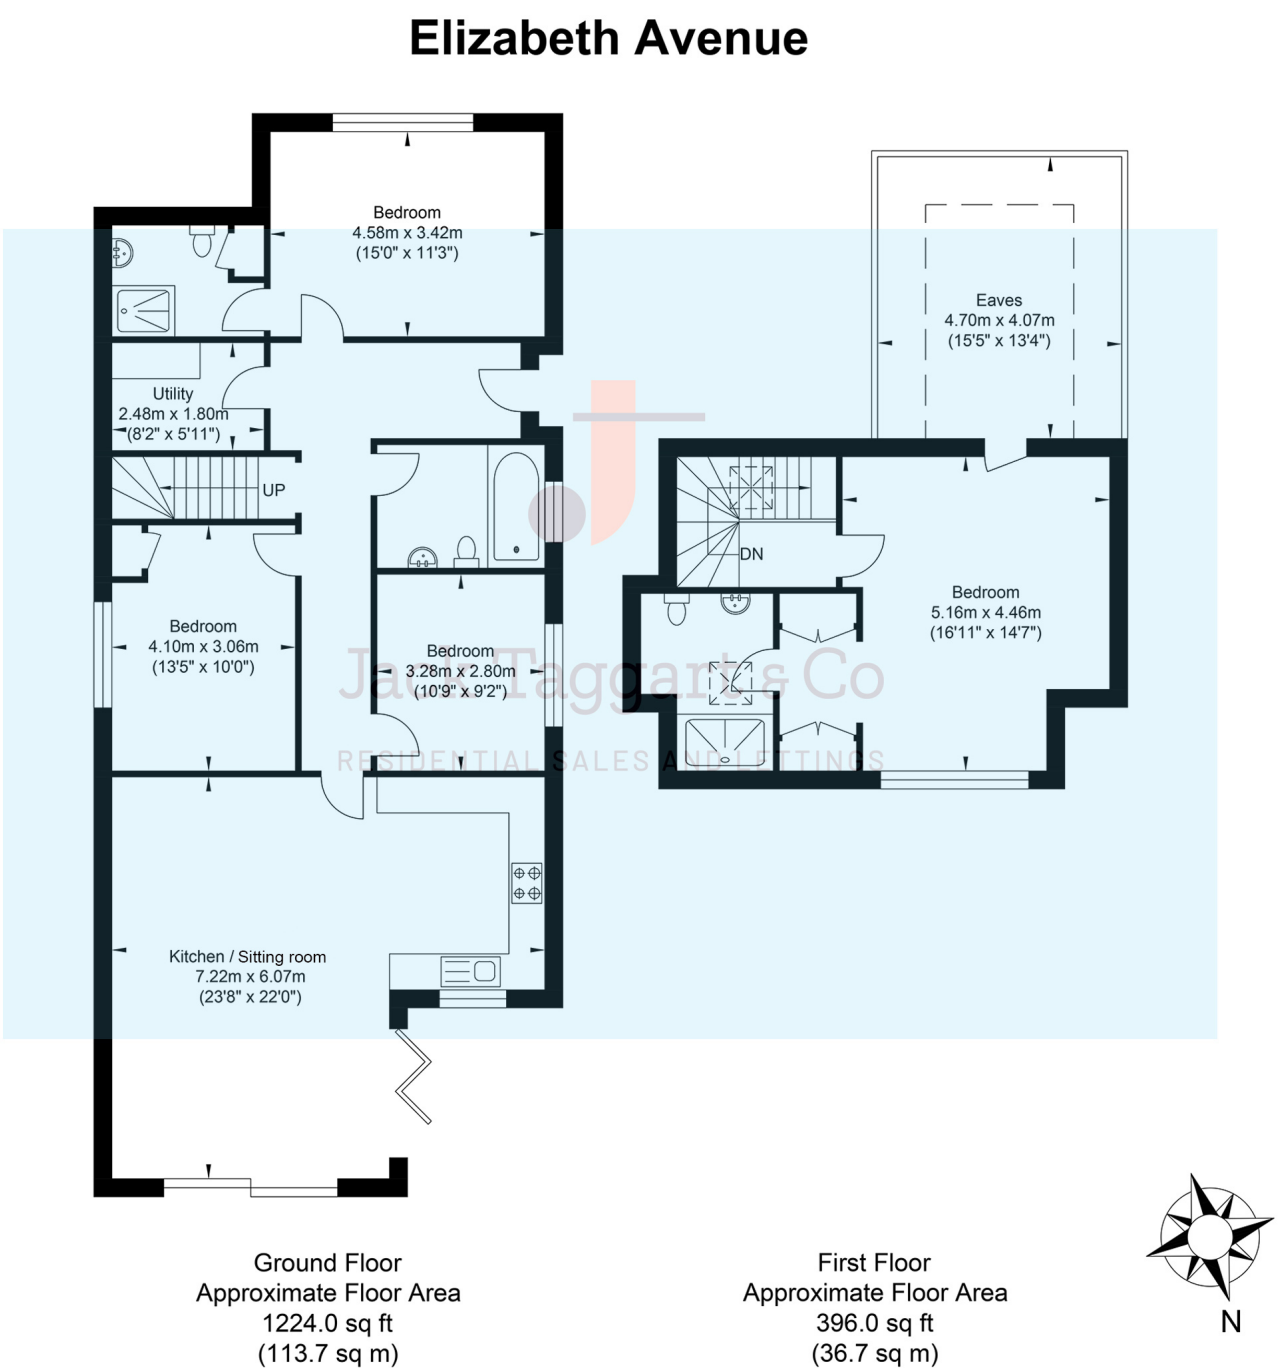 Elizabeth Avenue
Bedroom
4.58m x 3.42m
(15'0" x 11'3")
Eaves
4.70m x 4.07m
(15'5" x 13'4")
Utility
2.48m x 1.80m
(8'2" x 5'11")
UP
DN
Bedroom
4.10m x 3.06m
(13'5" x 10'0")
Bedroom
3.28m x 2.80m
(10'9" x 9'2")
Bedroom
5.16m x 4.46m
(16'11" x 14'7")
Jack Taggart & Co
RESIDENTIAL SALES AND LETTINGS
Kitchen / Sitting room
7.22m x 6.07m
(23'8" x 22'0")
Ground Floor
Approximate Floor Area
1224.0 sq ft
(113.7 sq m)
First Floor
Approximate Floor Area
396.0 sq ft
(36.7 sq m)
N